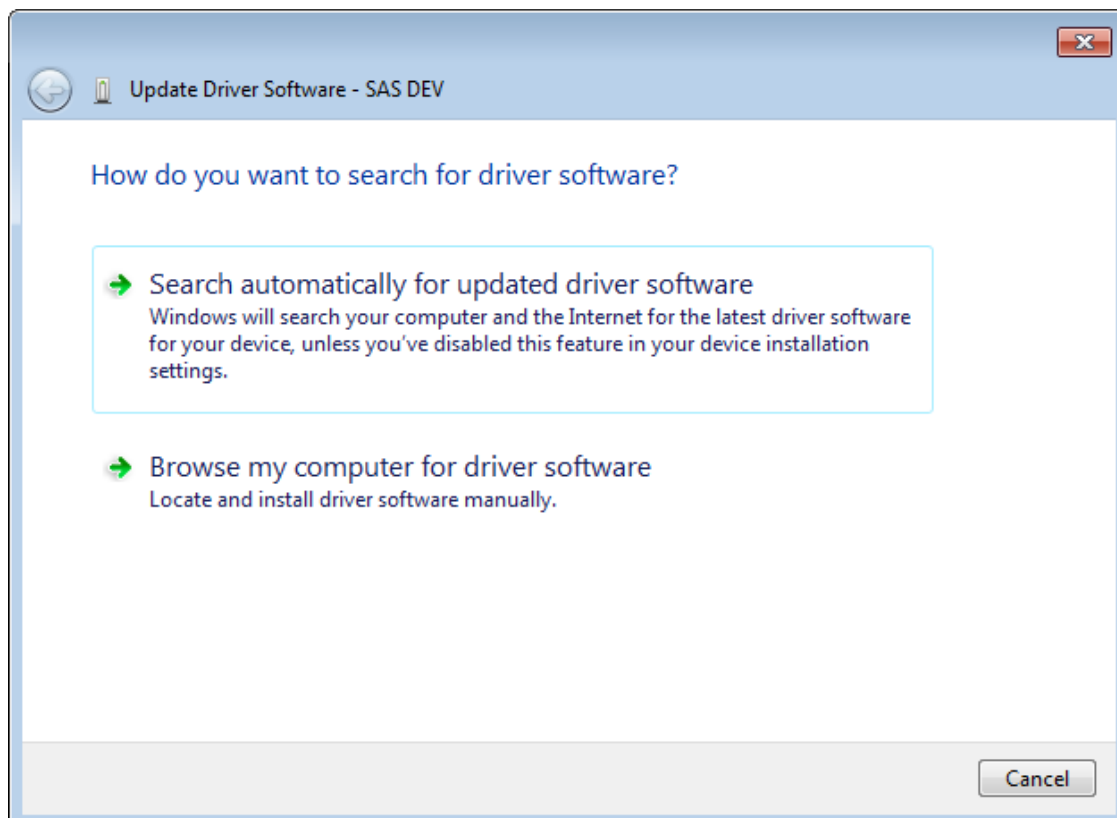 Update Driver Software - SAS DEV
How do you want to search for driver software?
Search automatically for updated driver software
Windows will search your computer and the Internet for the latest driver software
for your device, unless you've disabled this feature in your device installation
settings.
Browse my computer for driver software
Locate and install driver software manually.
Cancel